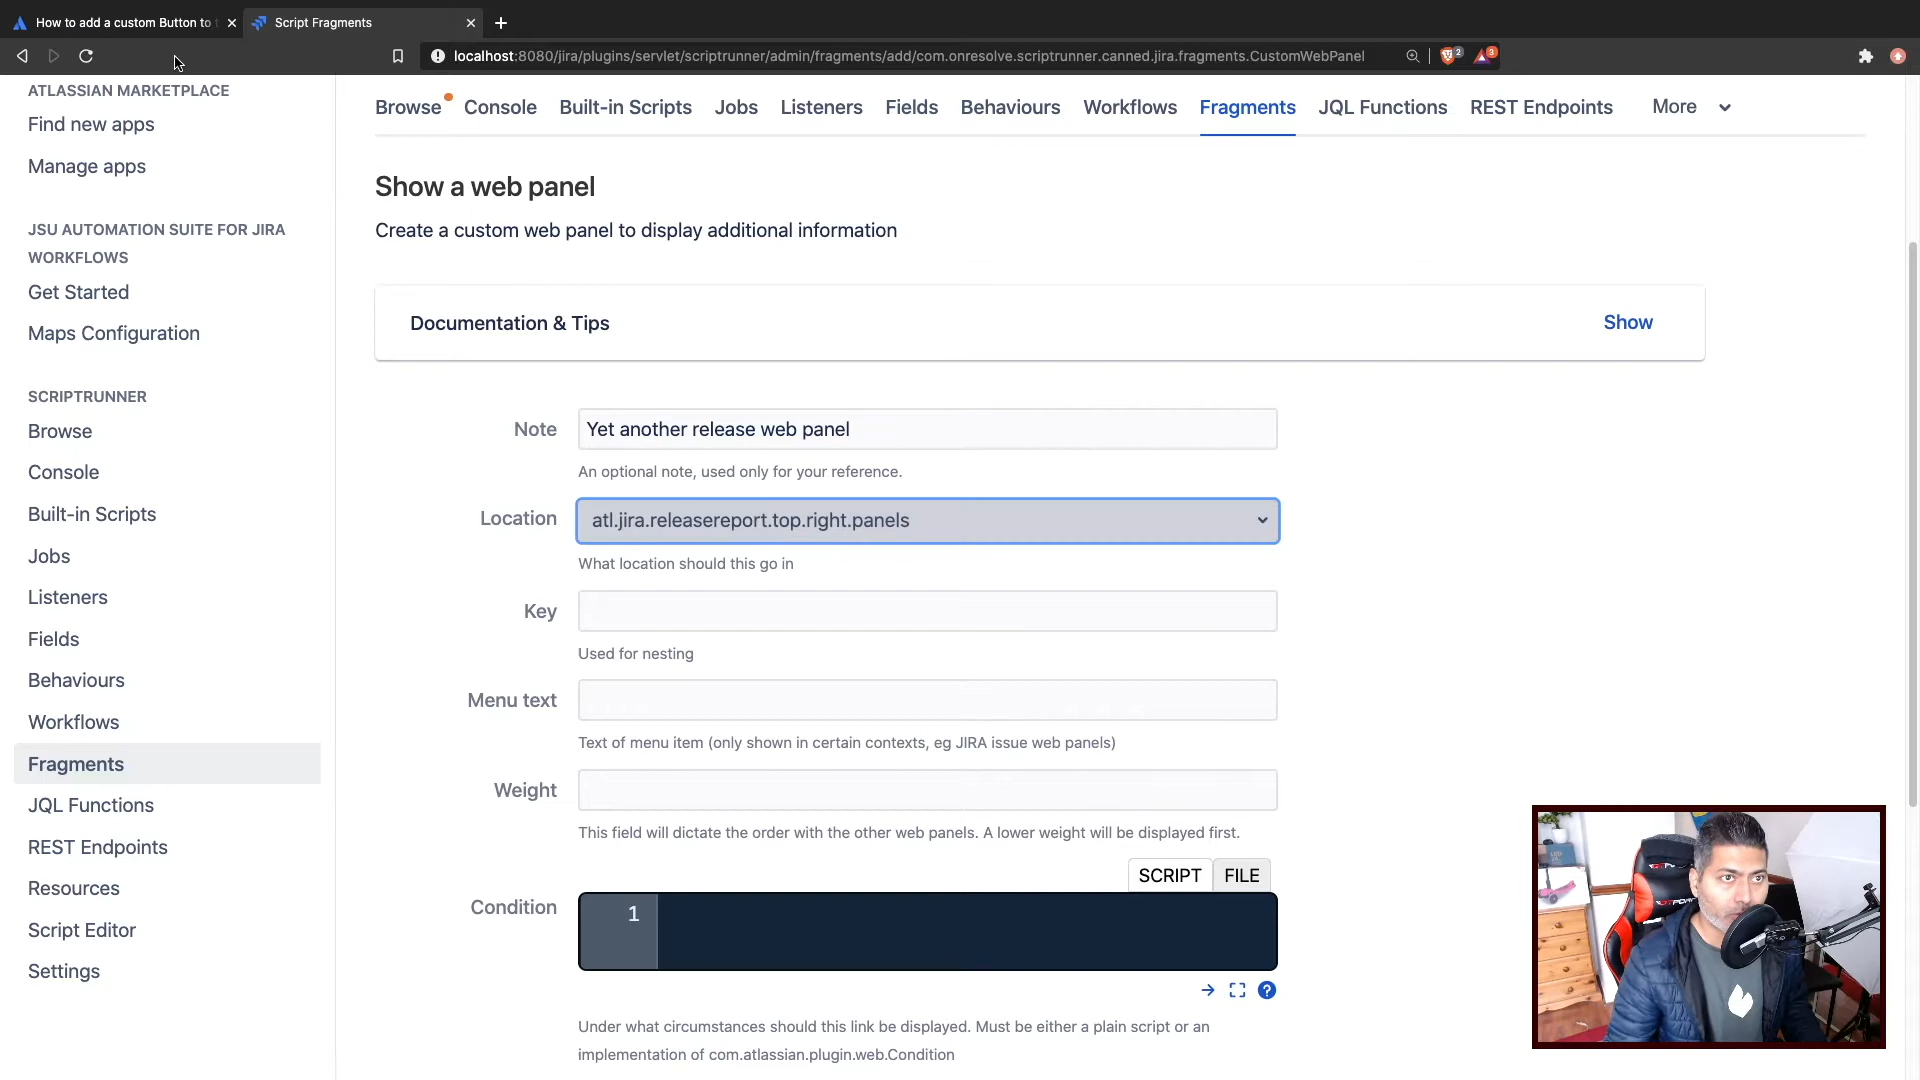 How to add a custom Button to
Script Fragments
localhost:8080/jira/plugins/servlet/scriptrunner/admin/fragments/add/com.onresolve.scriptrunner.canned.jira.fragments.CustomWebPanel
2
3
ATLASSIAN MARKETPLACE
Find new apps
Manage apps
JSU AUTOMATION SUITE FOR JIRA
WORKFLOWS
Get Started
Maps Configuration
SCRIPTRUNNER
Browse
Console
Built-in Scripts
Jobs
Listeners
Fields
Behaviours
Workflows
Fragments
JQL Functions
REST Endpoints
Resources
Script Editor
Settings
Browse Console Built-in Scripts Jobs Listeners Fields Behaviours Workflows Fragments JQL Functions REST Endpoints More
Show a web panel
Create a custom web panel to display additional information
Documentation & Tips Show
Note Yet another release web panel
An optional note, used only for your reference.
Location atl.jira.releasereport.top.right.panels
What location should this go in
Key
Used for nesting
Menu text
Text of menu item (only shown in certain contexts, eg JIRA issue web panels)
Weight
This field will dictate the order with the other web panels. A lower weight will be displayed first.
SCRIPT FILE
Condition 1
Under what circumstances should this link be displayed. Must be either a plain script or an
implementation of com.atlassian.plugin.web.Condition